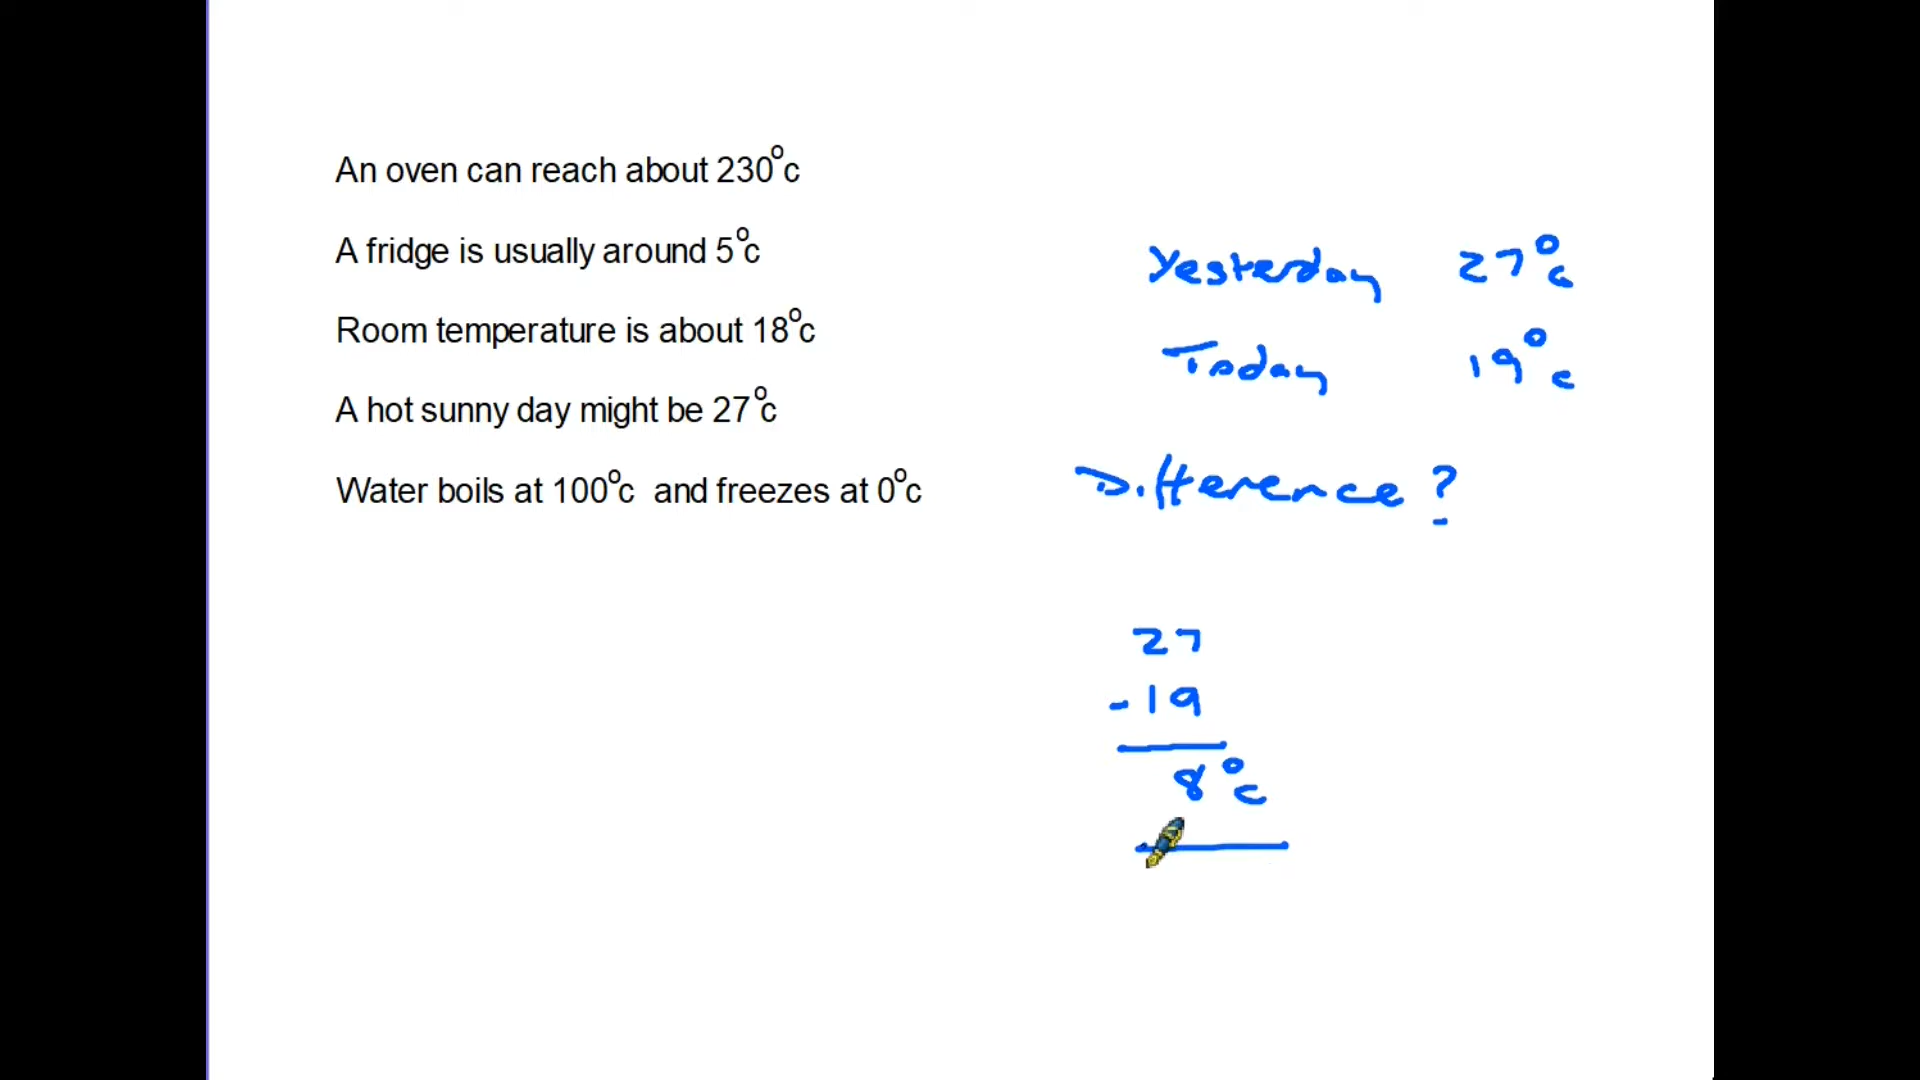 An oven can reach about 230°c
A fridge is usually around 5°c
Room temperature is about 18°c
A hot sunny day might be 27°c
Water boils at 100°c and freezes at 0°c
Yesterday 27°c
Today 19°c
Difference ?
27
-19
8°c